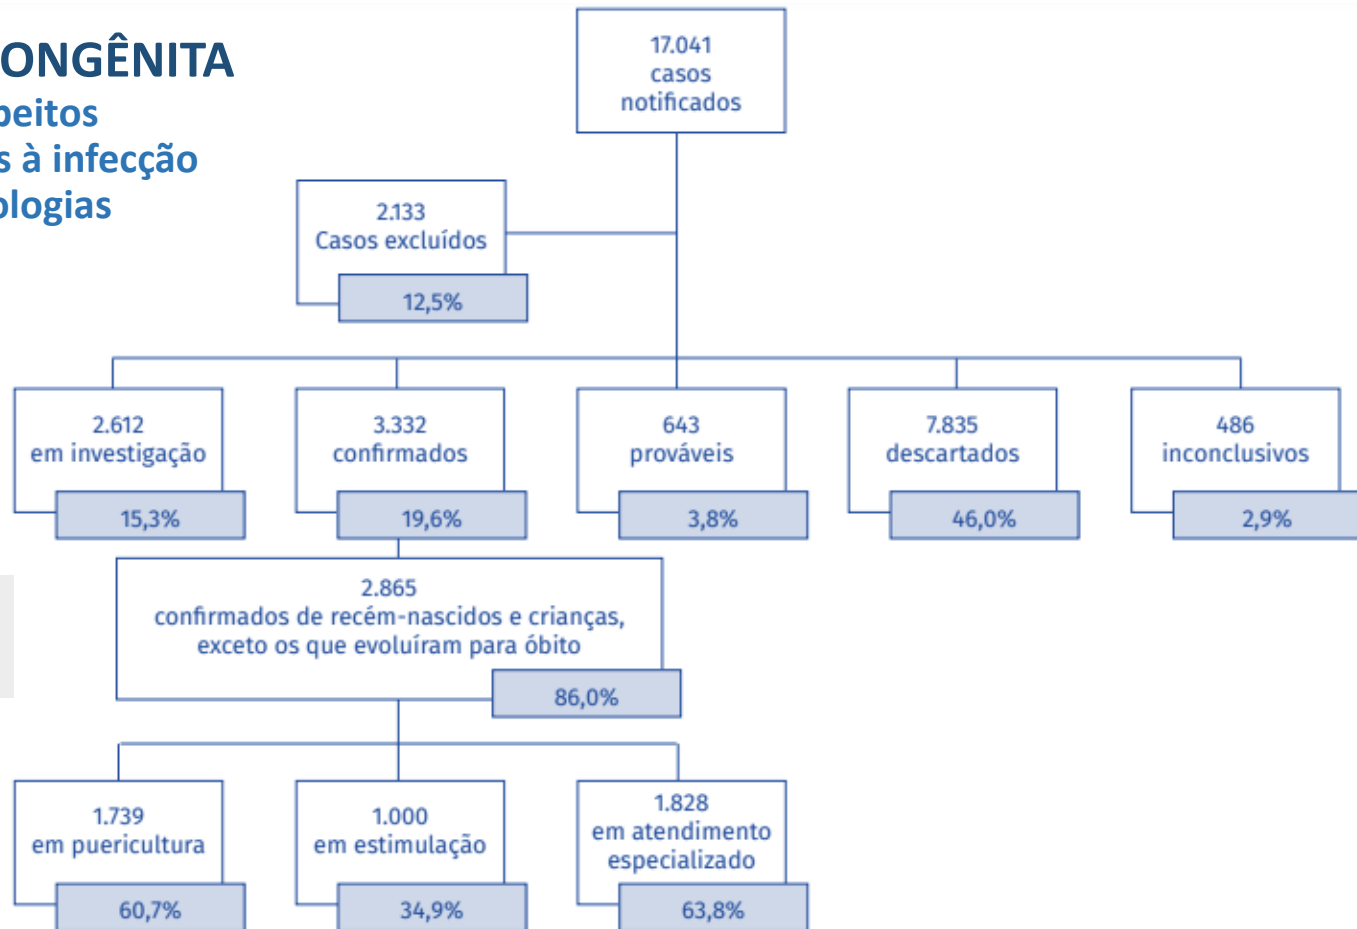 ONGÊNITA
peitos
s à infecção
ologias
17.041
casos
notificados
2.133
Casos excluídos
12,5%
2.612
em investigação
15,3%
3.332
confirmados
19,6%
643
prováveis
3,8%
7.835
descartados
46,0%
486
inconclusivos
2,9%
2.865
confirmados de recém-nascidos e crianças,
exceto os que evoluíram para óbito
86,0%
1.739
em puericultura
60,7%
1.000
em estimulação
34,9%
1.828
em atendimento
especializado
63,8%